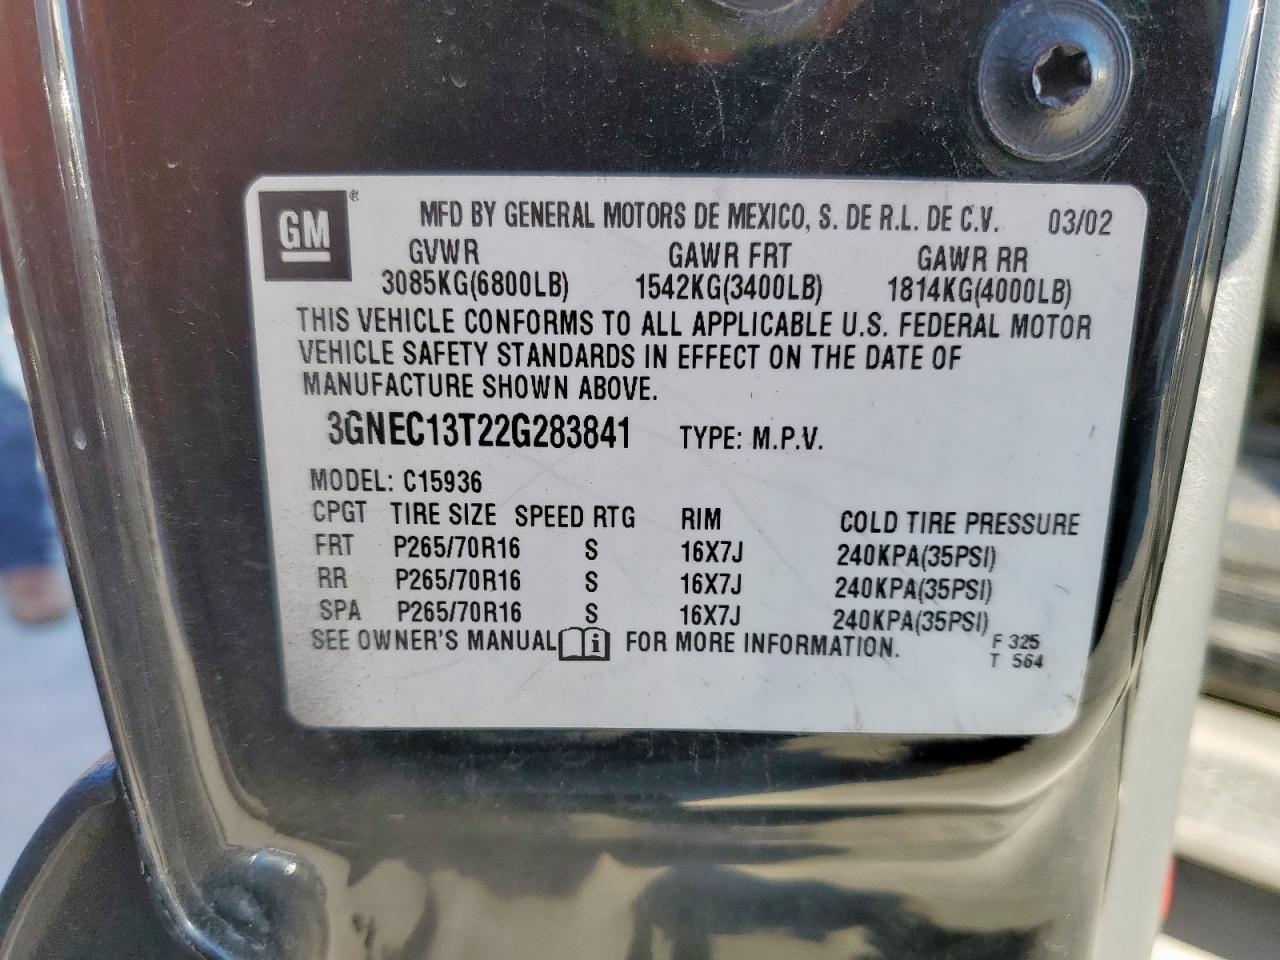 GM ® MFD BY GENERAL MOTORS DE MEXICO, S. DE R.L. DE C.V. 03/02
GVWR GAWR FRT GAWR RR
3085KG(6800LB) 1542KG(3400LB) 1814KG(4000LB)
THIS VEHICLE CONFORMS TO ALL APPLICABLE U.S. FEDERAL MOTOR
VEHICLE SAFETY STANDARDS IN EFFECT ON THE DATE OF
MANUFACTURE SHOWN ABOVE.
3GNEC13T22G283841 TYPE: M.P.V.
MODEL: C15936
CPGT TIRE SIZE SPEED RTG RIM COLD TIRE PRESSURE
FRT P265/70R16 S 16X7J 240KPA(35PSI)
RR P265/70R16 S 16X7J 240KPA(35PSI)
SPA P265/70R16 S 16X7J 240KPA(35PSI)
SEE OWNER'S MANUAL i FOR MORE INFORMATION. F 325
T 564